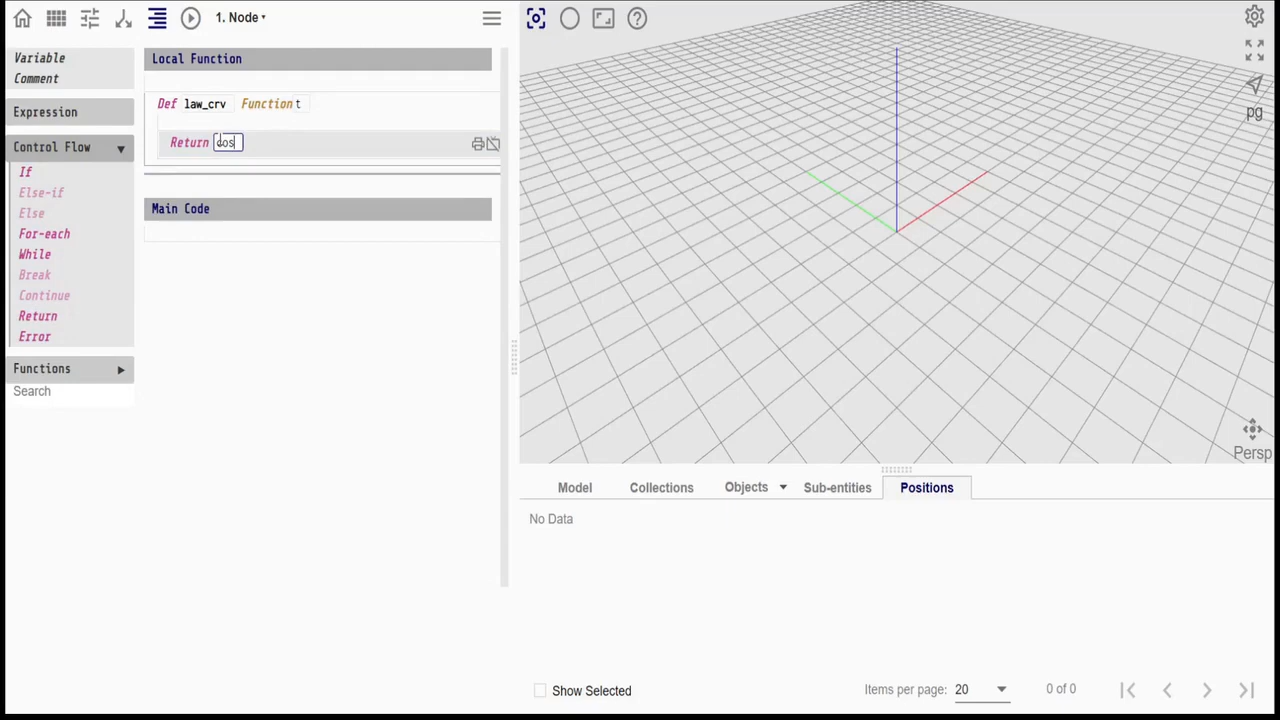 1. Node
Variable
Comment
Expression
Control Flow
If
Else-if
Else
For-each
While
Break
Continue
Return
Error
Functions
Search
Local Function
Def law_crv Function t
Return cos
Main Code
pg
Persp
Model Collections Objects Sub-entities Positions
No Data
Show Selected
Items per page: 20 0 of 0